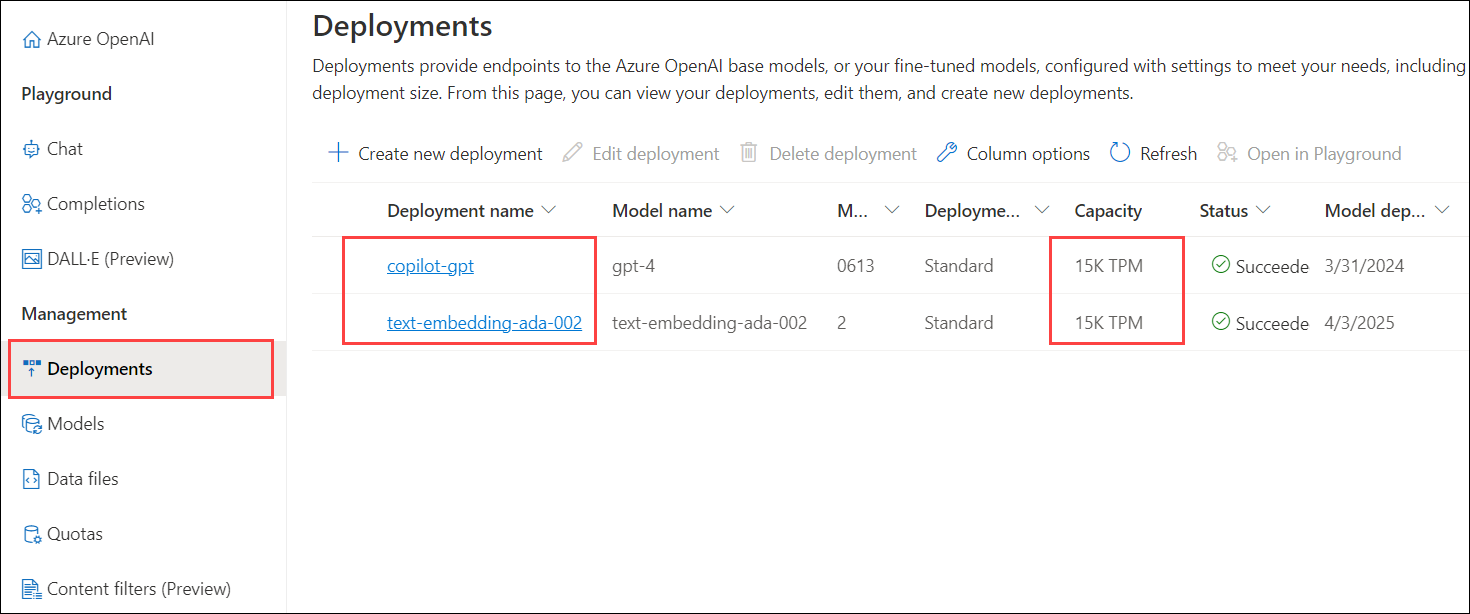 Azure OpenAI
Playground
Chat
Completions
DALL·E (Preview)
Management
Deployments
Models
Data files
Quotas
Content filters (Preview)
Deployments
Deployments provide endpoints to the Azure OpenAI base models, or your fine-tuned models, configured with settings to meet your needs, including
deployment size. From this page, you can view your deployments, edit them, and create new deployments.
Create new deployment Edit deployment Delete deployment Column options Refresh Open in Playground
Deployment name Model name M... Deployme... Capacity Status Model dep...
copilot-gpt gpt-4 0613 Standard 15K TPM Succeede 3/31/2024
text-embedding-ada-002 text-embedding-ada-002 2 Standard 15K TPM Succeede 4/3/2025